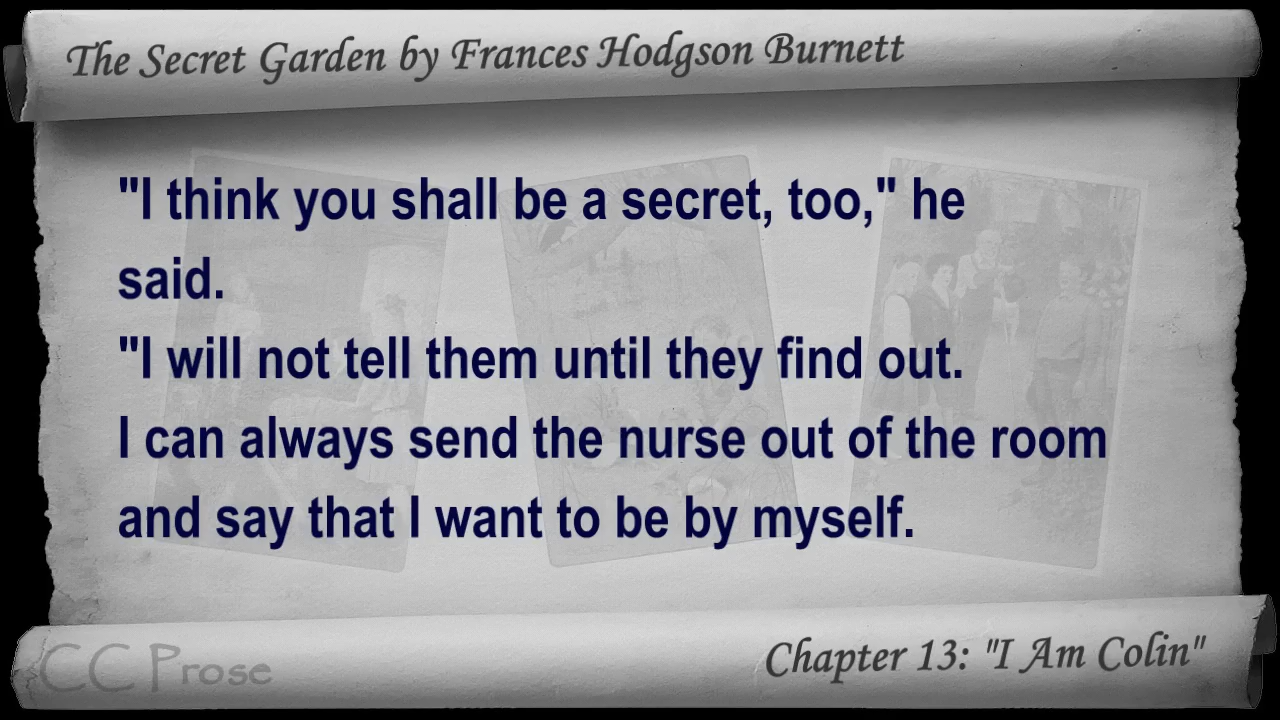 The Secret Garden by Frances Hodgson Burnett
"I think you shall be a secret, too," he
said.
"I will not tell them until they find out.
I can always send the nurse out of the room
and say that I want to be by myself.
CC Prose
Chapter 13: "I Am Colin"